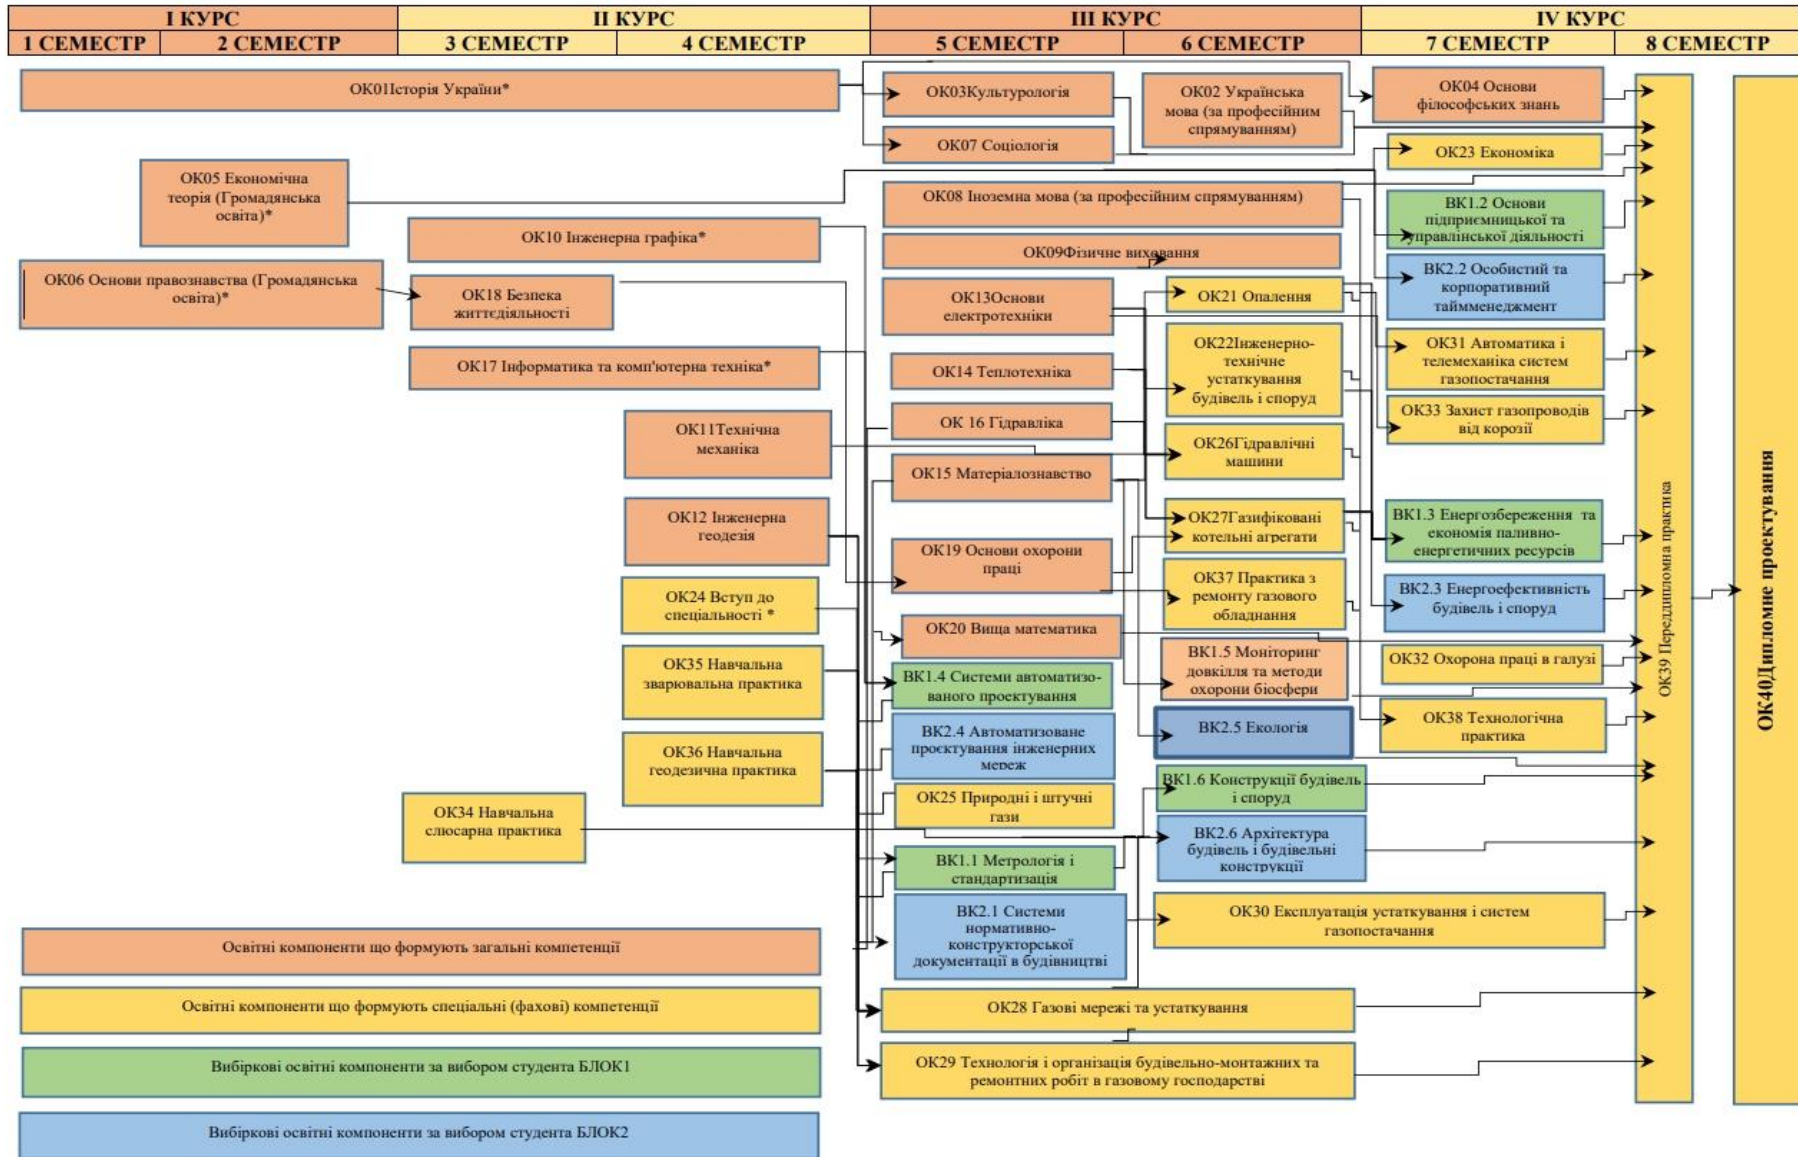 І КУРС
ІІ КУРС
ІІІ КУРС
ІV КУРС
1 СЕМЕСТР
2 СЕМЕСТР
3 СЕМЕСТР
4 СЕМЕСТР
5 СЕМЕСТР
6 СЕМЕСТР
7 СЕМЕСТР
8 СЕМЕСТР
ОК01Історія України*
ОК05 Економічна
теорія (Громадянська
освіта)*
ОК06 Основи правознавства (Громадянська
освіта)*
ОК10 Інженерна графіка*
ОК18 Безпека
життєдіяльності
ОК17 Інформатика та комп'ютерна техніка*
ОК11Технічна
механіка
ОК12 Інженерна
геодезія
ОК24 Вступ до
спеціальності *
ОК35 Навчальна
зварювальна практика
ОК36 Навчальна
геодезична практика
ОК34 Навчальна
слюсарна практика
ОК03Культурологія
ОК07 Соціологія
ОК02 Українська
мова (за професійним
спрямуванням)
ОК08 Іноземна мова (за професійним спрямуванням)
ОК09Фізичне виховання
ОК13Основи
електротехніки
ОК14 Теплотехніка
ОК 16 Гідравліка
ОК15 Матеріалознавство
ОК19 Основи охорони
праці
ОК20 Вища математика
ВК1.4 Системи автоматизо-
ваного проектування
ВК2.4 Автоматизоване
проєктування інженерних
мереж
ОК25 Природні і штучні
гази
ВК1.1 Метрологія і
стандартизація
ВК2.1 Системи
нормативно-
конструкторської
документації в будівництві
ОК21 Опалення
ОК22Інженерно-
технічне
устаткування
будівель і споруд
ОК26Гідравлічні
машини
ОК27Газифіковані
котельні агрегати
ОК37 Практика з
ремонту газового
обладнання
ВК1.5 Моніторинг
довкілля та методи
охорони біосфери
ВК2.5 Екологія
ВК1.6 Конструкції будівель
і споруд
ВК2.6 Архітектура
будівель і будівельні
конструкції
ОК30 Експлуатація устаткування і систем
газопостачання
ОК28 Газові мережі та устаткування
ОК29 Технологія і організація будівельно-монтажних та
ремонтних робіт в газовому господарстві
ОК04 Основи
філософських знань
ОК23 Економіка
ВК1.2 Основи
підприємницької та
управлінської діяльності
ВК2.2 Особистий та
корпоративний
таймменеджмент
ОК31 Автоматика і
телемеханіка систем
газопостачання
ОК33 Захист газопроводів
від корозії
ВК1.3 Енергозбереження та
економія паливно-
енергетичних ресурсів
ВК2.3 Енергоефективність
будівель і споруд
ОК32 Охорона праці в галузі
ОК38 Технологічна
практика
ОК39 Переддипломна практика
ОК40Дипломне проектування
Освітні компоненти що формують загальні компетенції
Освітні компоненти що формують спеціальні (фахові) компетенції
Вибіркові освітні компоненти за вибором студента БЛОК1
Вибіркові освітні компоненти за вибором студента БЛОК2